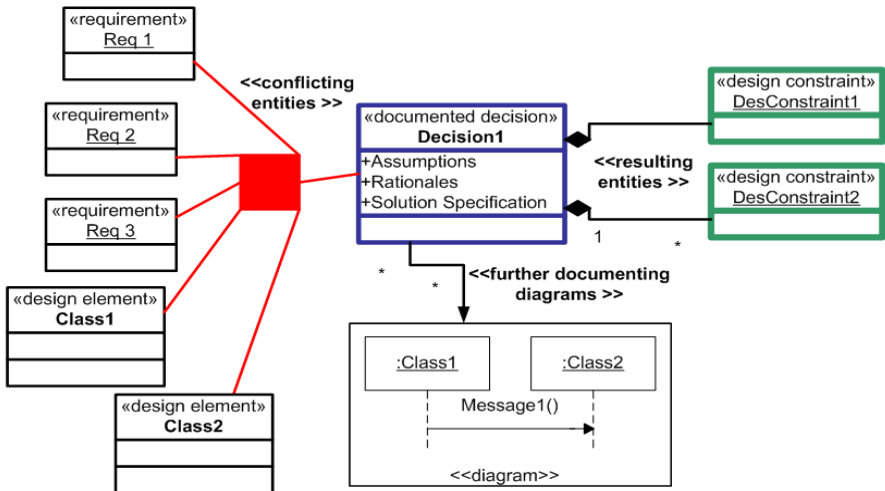 «requirement»
Req 1
<<conflicting
entities >>
«requirement»
Req 2
«requirement»
Req 3
«design element»
Class1
«design element»
Class2
«documented decision»
Decision1
+Assumptions
+Rationales
+Solution Specification
<<resulting
entities >>
1
*
«design constraint»
DesConstraint1
«design constraint»
DesConstraint2
*
*
<<further documenting
diagrams >>
:Class1
:Class2
Message1()
<<diagram>>